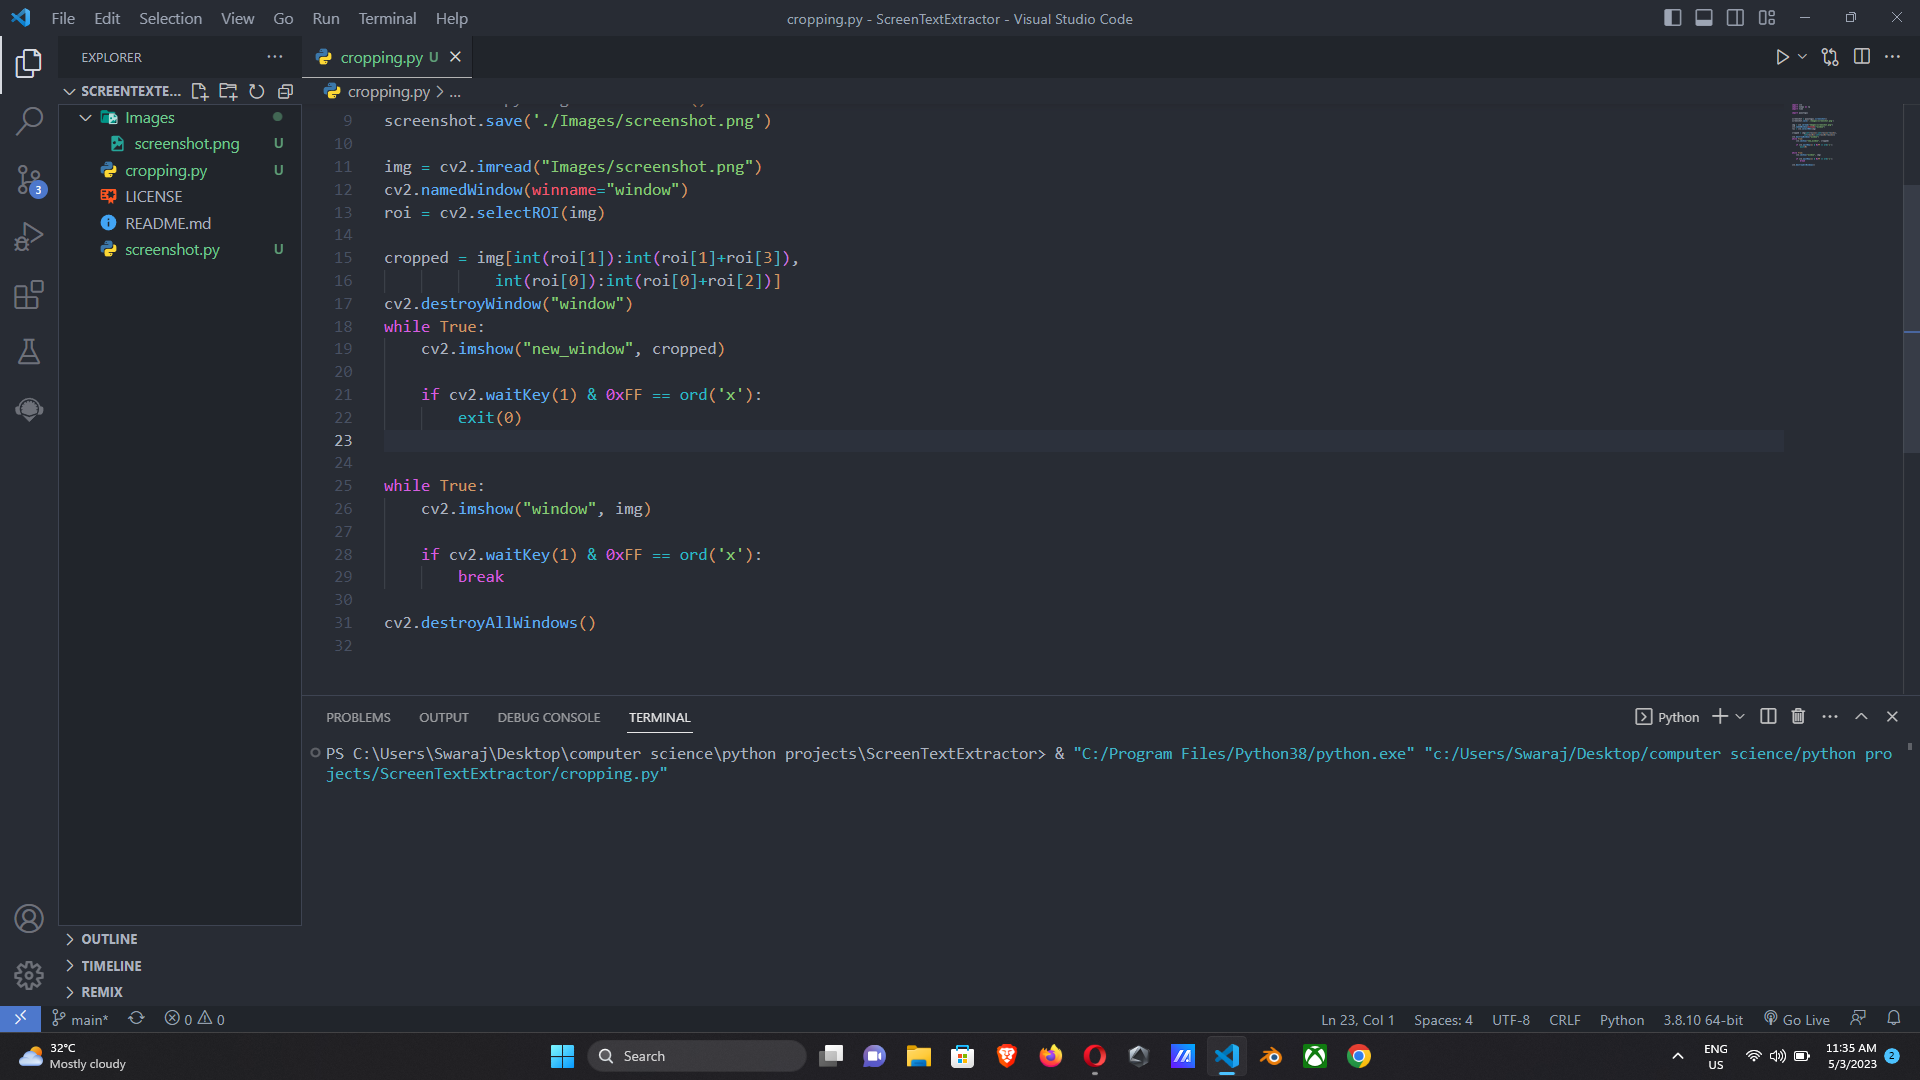 File Edit Selection View Go Run Terminal Help
cropping.py - ScreenTextExtractor - Visual Studio Code
EXPLORER
cropping.py U
SCREENTEXTE...
cropping.py > ...
Images
screenshot.png U
cropping.py U
LICENSE
README.md
screenshot.py U
3
9 screenshot.save('./Images/screenshot.png')
10
11 img = cv2.imread("Images/screenshot.png")
12 cv2.namedWindow(winname="window")
13 roi = cv2.selectROI(img)
14
15 cropped = img[int(roi[1]):int(roi[1]+roi[3]),
16 int(roi[0]):int(roi[0]+roi[2])]
17 cv2.destroyWindow("window")
18 while True:
19 cv2.imshow("new_window", cropped)
20
21 if cv2.waitKey(1) & 0xFF == ord('x'):
22 exit(0)
23
24
25 while True:
26 cv2.imshow("window", img)
27
28 if cv2.waitKey(1) & 0xFF == ord('x'):
29 break
30
31 cv2.destroyAllWindows()
32
PROBLEMS OUTPUT DEBUG CONSOLE TERMINAL
Python
PS C:\Users\Swaraj\Desktop\computer science\python projects\ScreenTextExtractor> & "C:/Program Files/Python38/python.exe" "c:/Users/Swaraj/Desktop/computer science/python pro
jects/ScreenTextExtractor/cropping.py"
OUTLINE
TIMELINE
REMIX
main* 0 0
Ln 23, Col 1 Spaces: 4 UTF-8 CRLF Python 3.8.10 64-bit Go Live
32°C
Mostly cloudy
Search
ENG
US
11:35 AM
5/3/2023
2